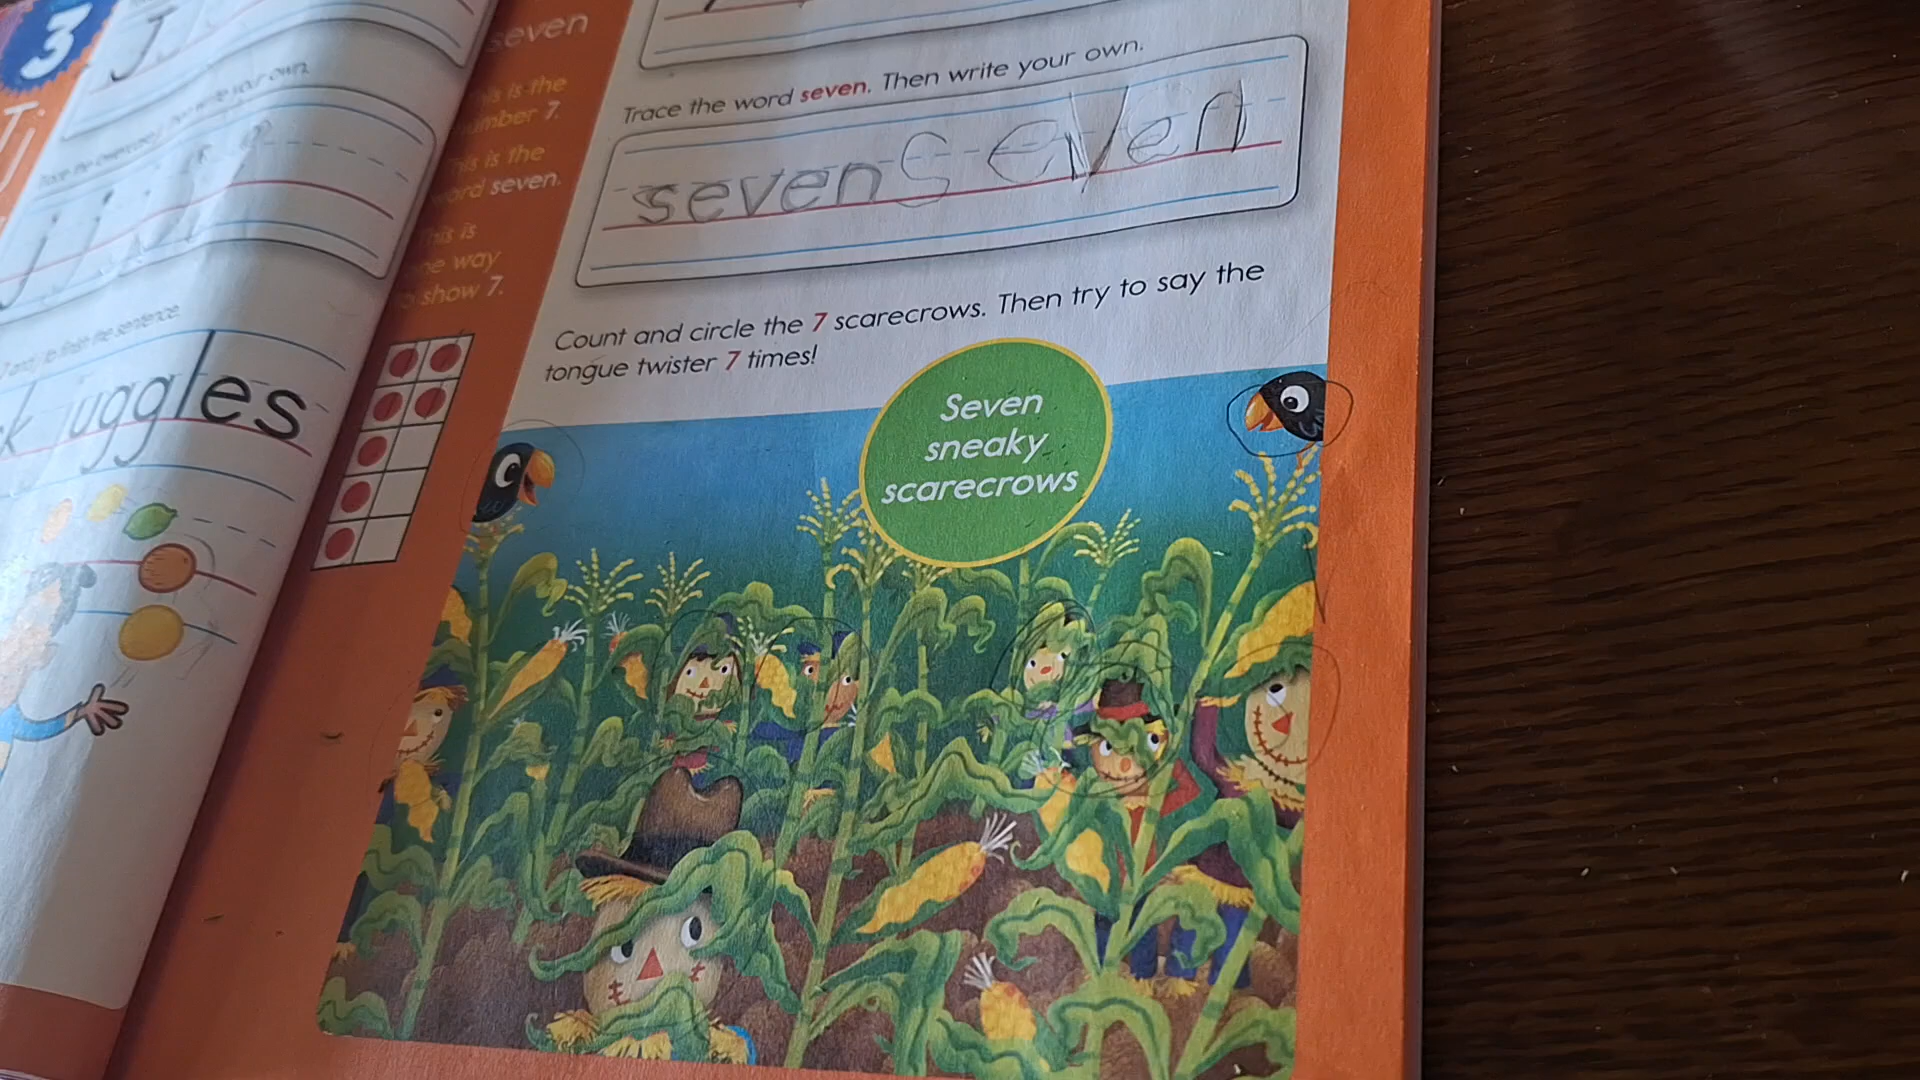 3
J
Tj
j j
juggles
seven
This is the
number 7.
This is the
word seven.
This is
one way
to show 7.
Trace the word seven. Then write your own.
seven seven
Count and circle the 7 scarecrows. Then try to say the
tongue twister 7 times!
Seven
sneaky
scarecrows